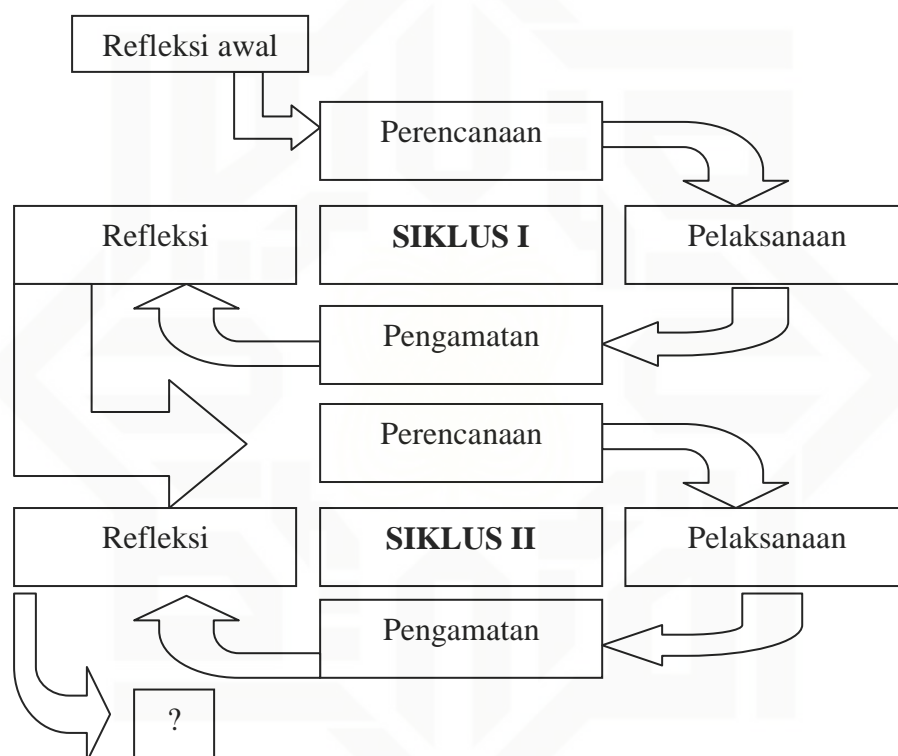 Refleksi awal
Perencanaan
Refleksi
SIKLUS I
Pelaksanaan
Pengamatan
Perencanaan
Refleksi
SIKLUS II
Pelaksanaan
Pengamatan
?